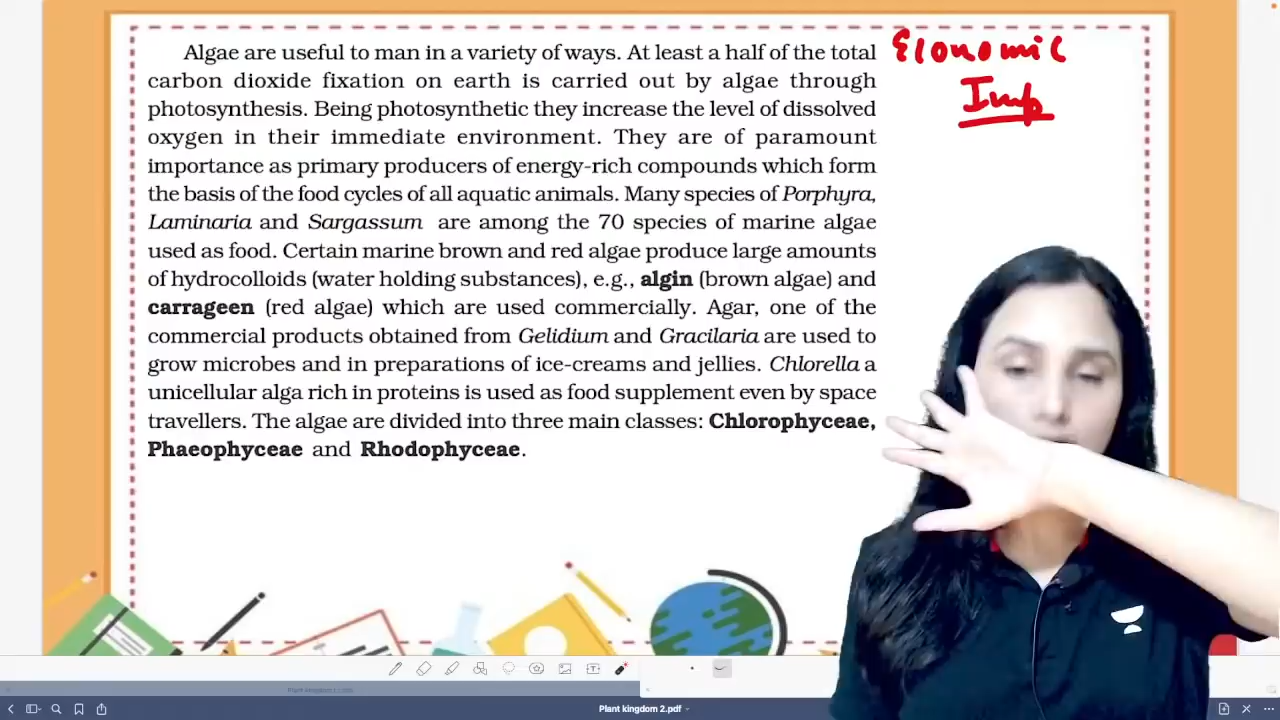 Algae are useful to man in a variety of ways. At least a half of the total
carbon dioxide fixation on earth is carried out by algae through
photosynthesis. Being photosynthetic they increase the level of dissolved
oxygen in their immediate environment. They are of paramount
importance as primary producers of energy-rich compounds which form
the basis of the food cycles of all aquatic animals. Many species of Porphyra,
Laminaria and Sargassum are among the 70 species of marine algae
used as food. Certain marine brown and red algae produce large amounts
of hydrocolloids (water holding substances), e.g., algin (brown algae) and
carrageen (red algae) which are used commercially. Agar, one of the
commercial products obtained from Gelidium and Gracilaria are used to
grow microbes and in preparations of ice-creams and jellies. Chlorella a
unicellular alga rich in proteins is used as food supplement even by space
travellers. The algae are divided into three main classes: Chlorophyceae,
Phaeophyceae and Rhodophyceae.
Economic
Imp
Plant kingdom 2.pdf